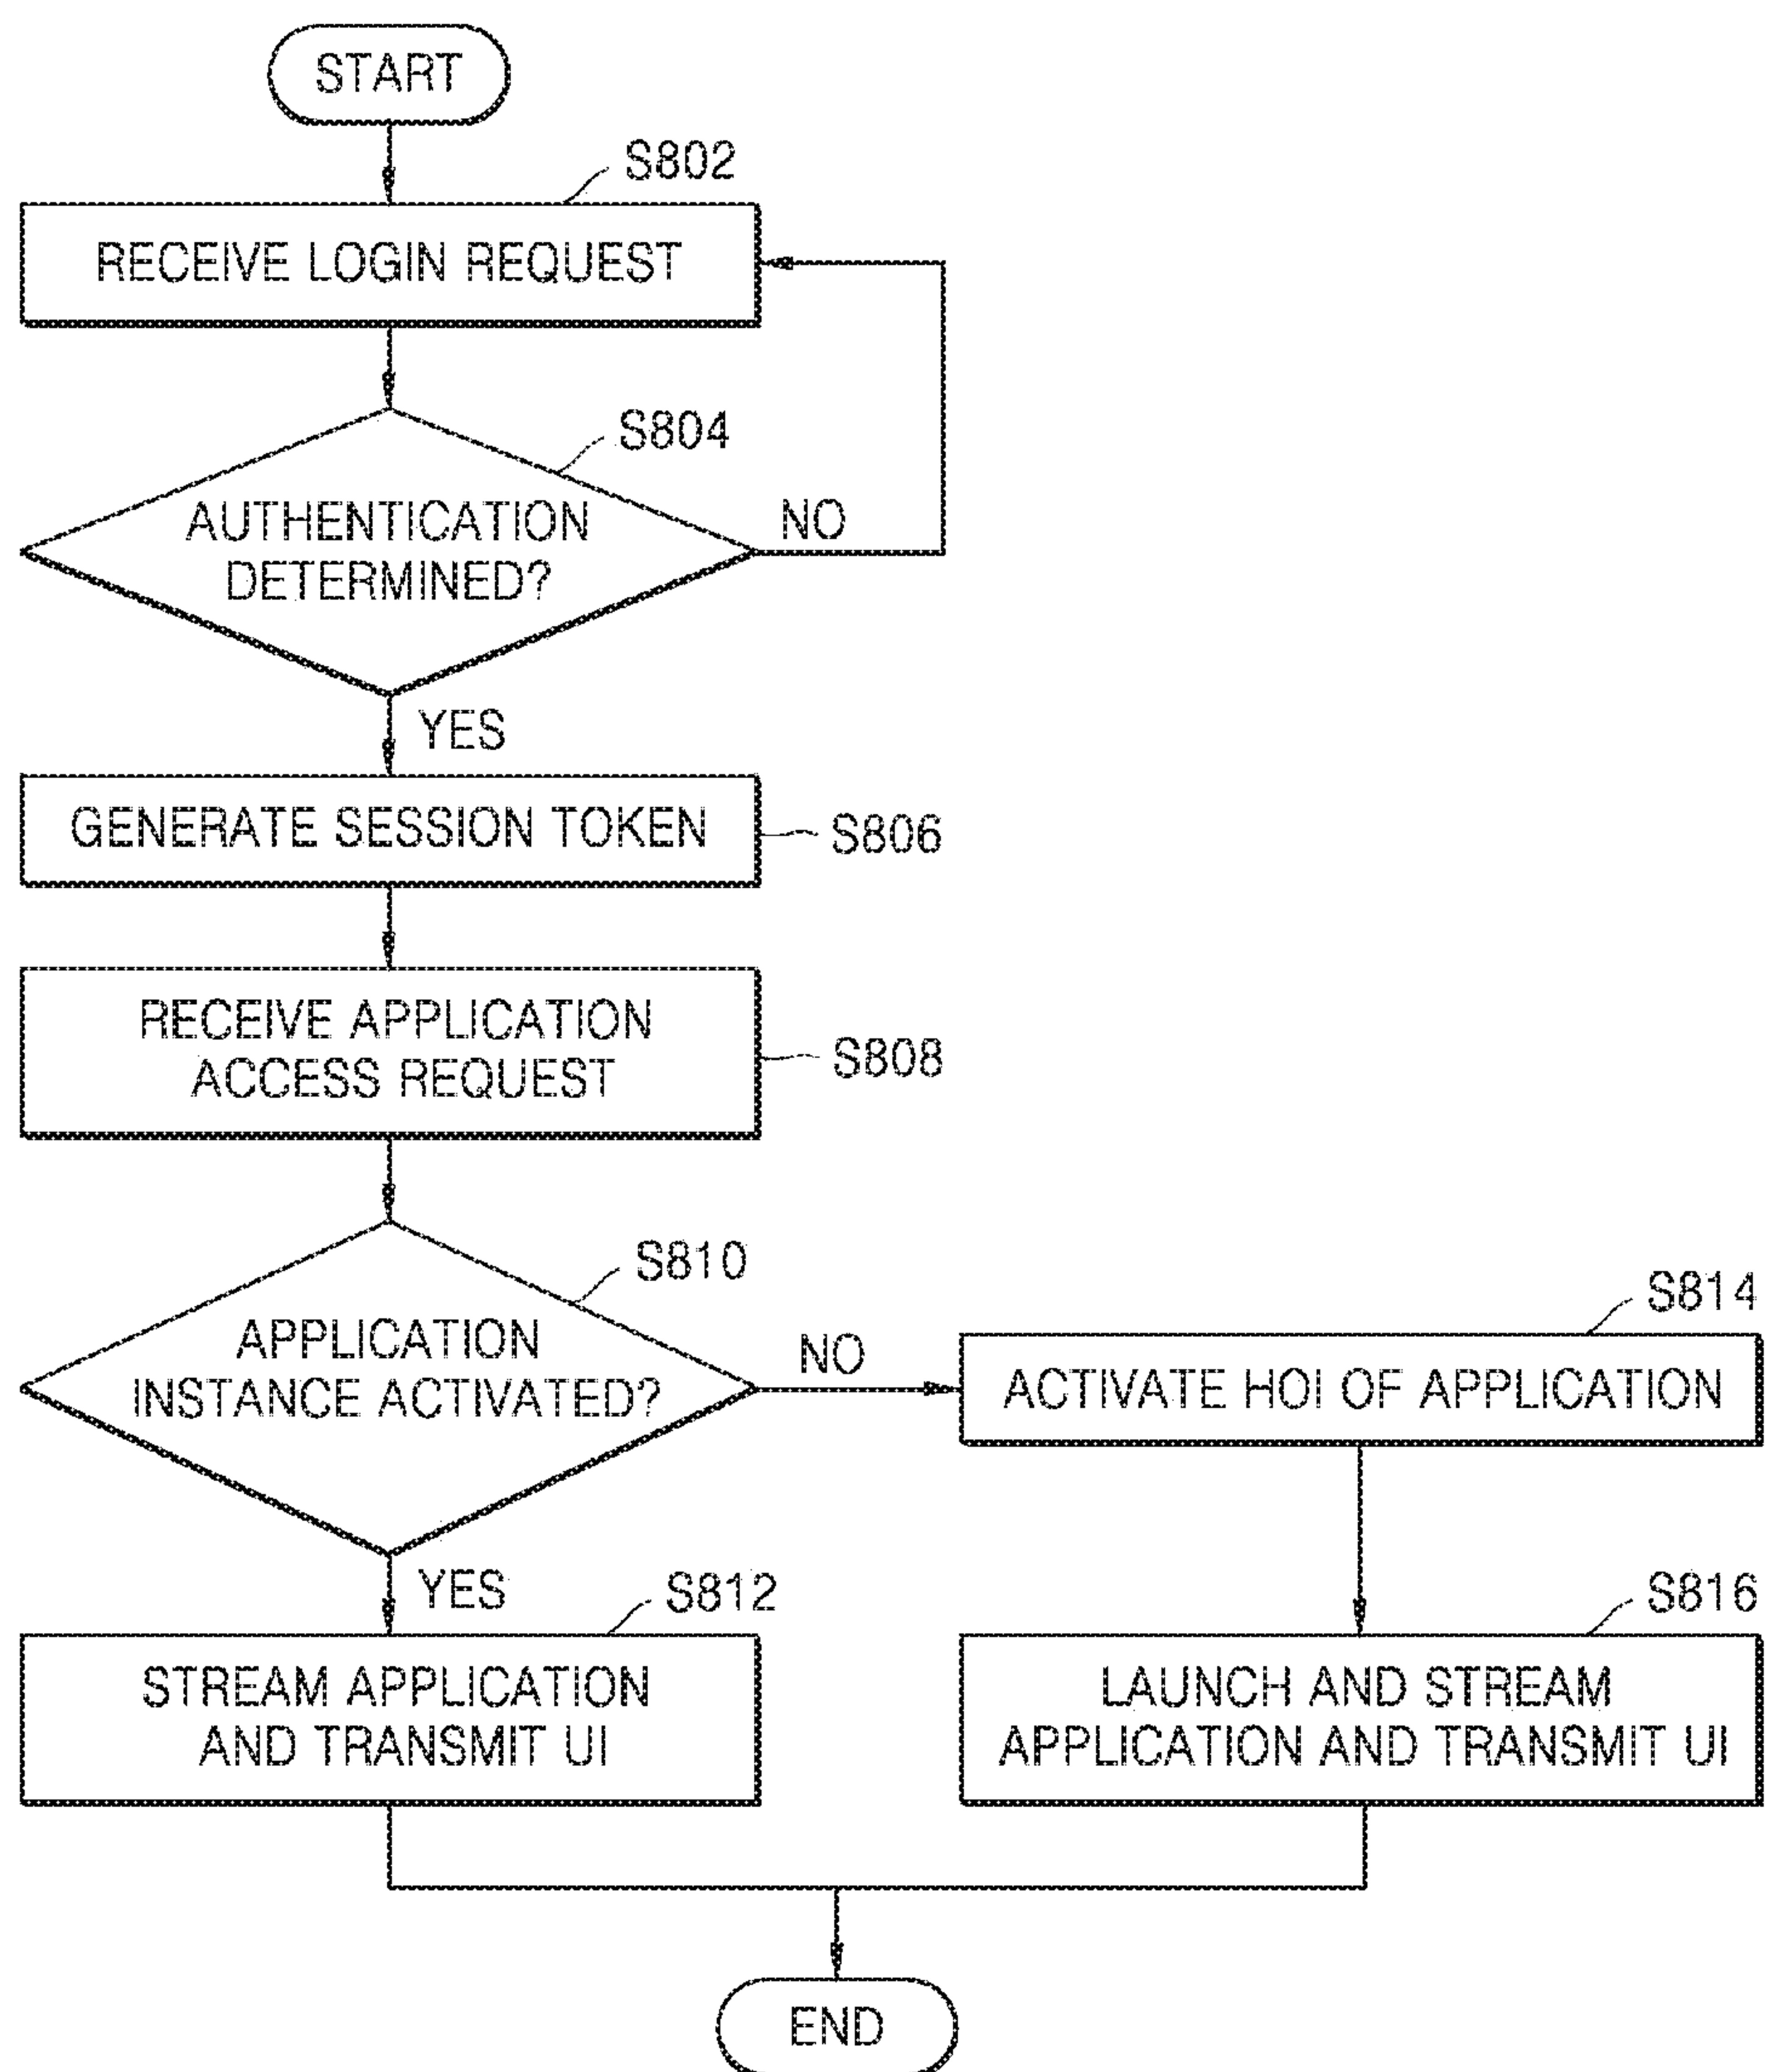 START
S802
RECEIVE LOGIN REQUEST
S804
AUTHENTICATION
DETERMINED?
NO
YES
GENERATE SESSION TOKEN
S806
RECEIVE APPLICATION
ACCESS REQUEST
S808
S810
APPLICATION
INSTANCE ACTIVATED?
NO
S814
ACTIVATE HOI OF APPLICATION
YES
S812
STREAM APPLICATION
AND TRANSMIT UI
S816
LAUNCH AND STREAM
APPLICATION AND TRANSMIT UI
END